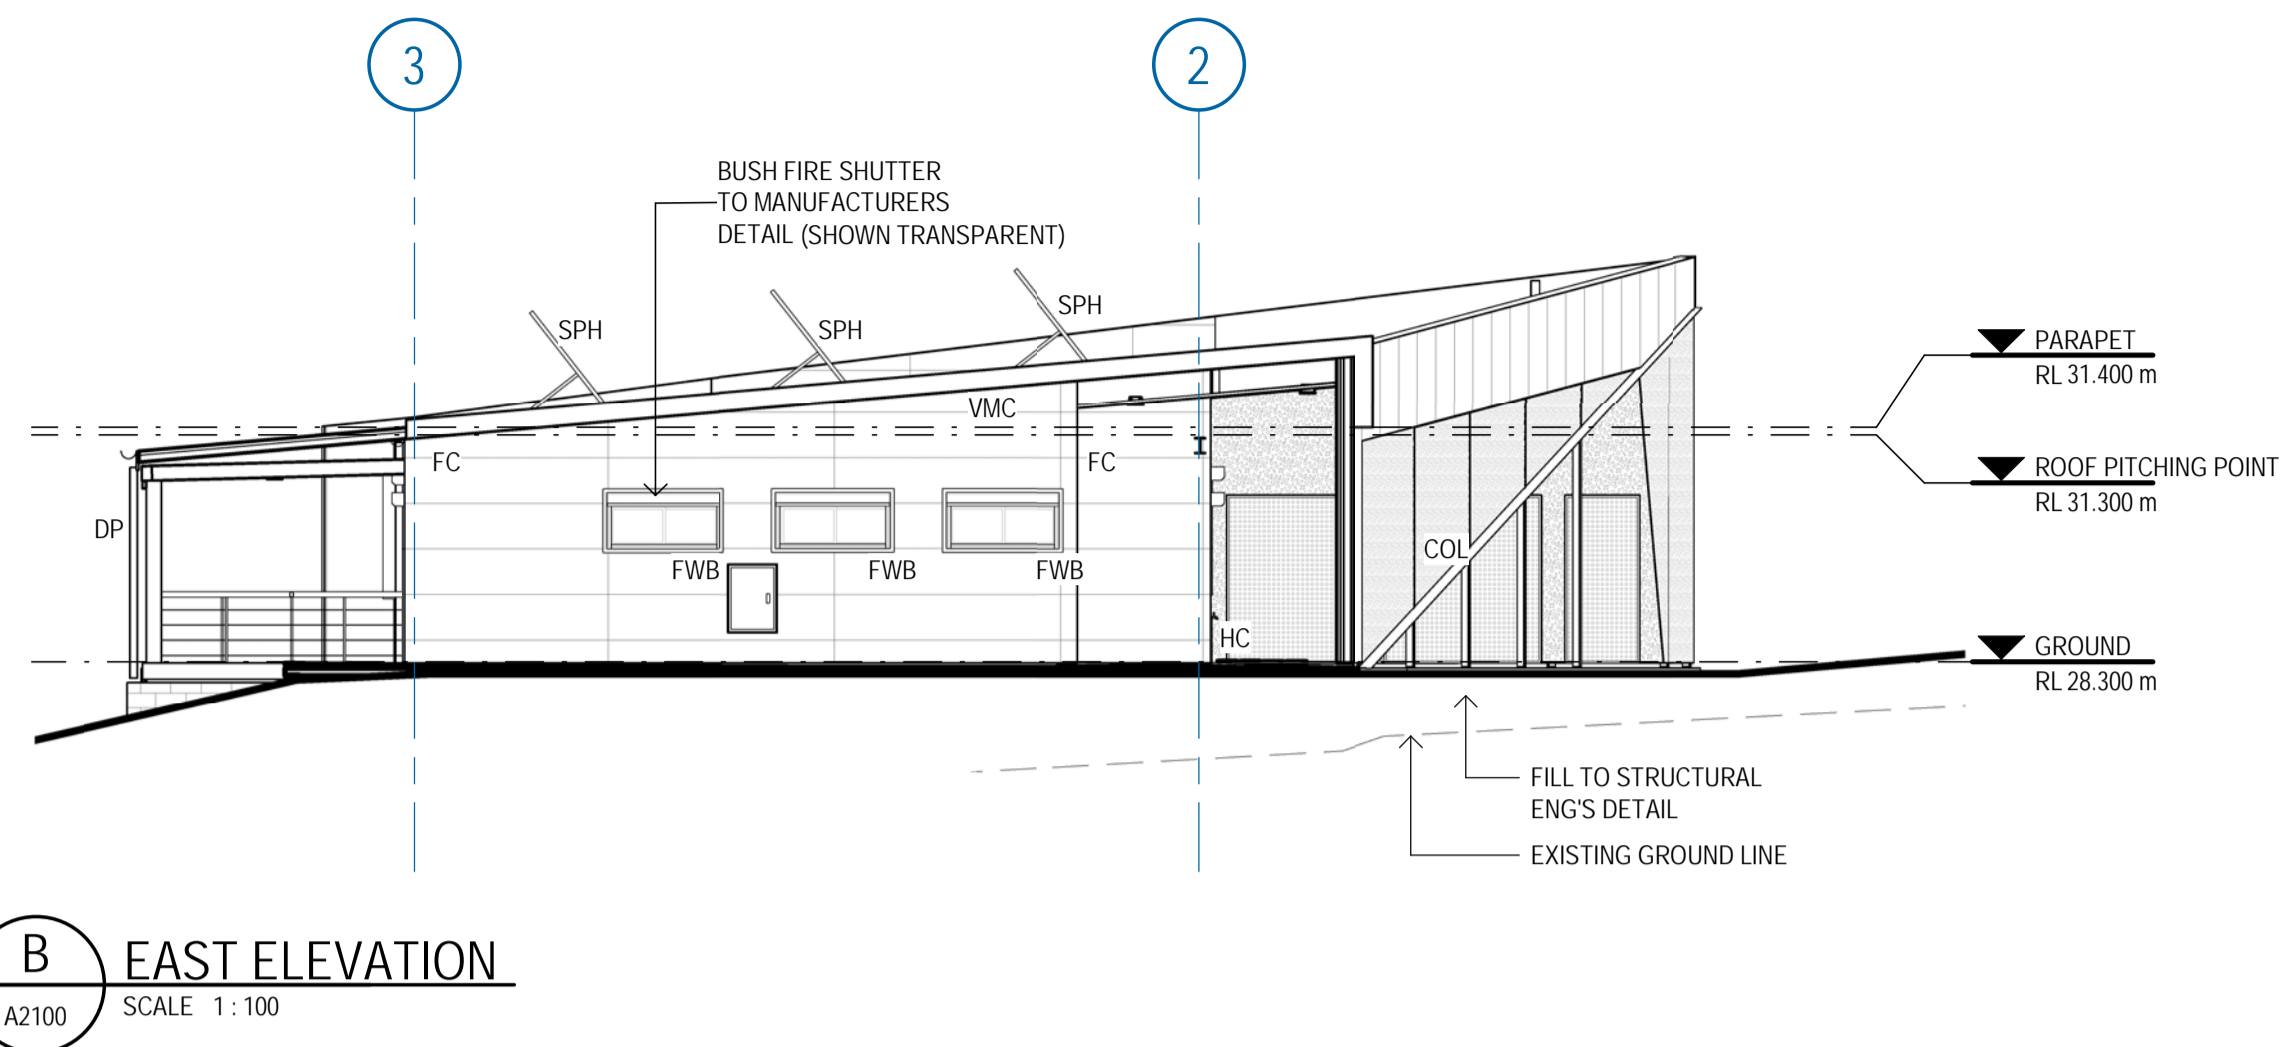 3
2
BUSH FIRE SHUTTER
TO MANUFACTURERS
DETAIL (SHOWN TRANSPARENT)
SPH
SPH
SPH
PARAPET
RL 31.400 m
VMC
FC
FC
ROOF PITCHING POINT
RL 31.300 m
DP
COL
FWB
FWB
FWB
HC
GROUND
RL 28.300 m
FILL TO STRUCTURAL
ENG'S DETAIL
EXISTING GROUND LINE
B
EAST ELEVATION
A2100
SCALE 1 : 100